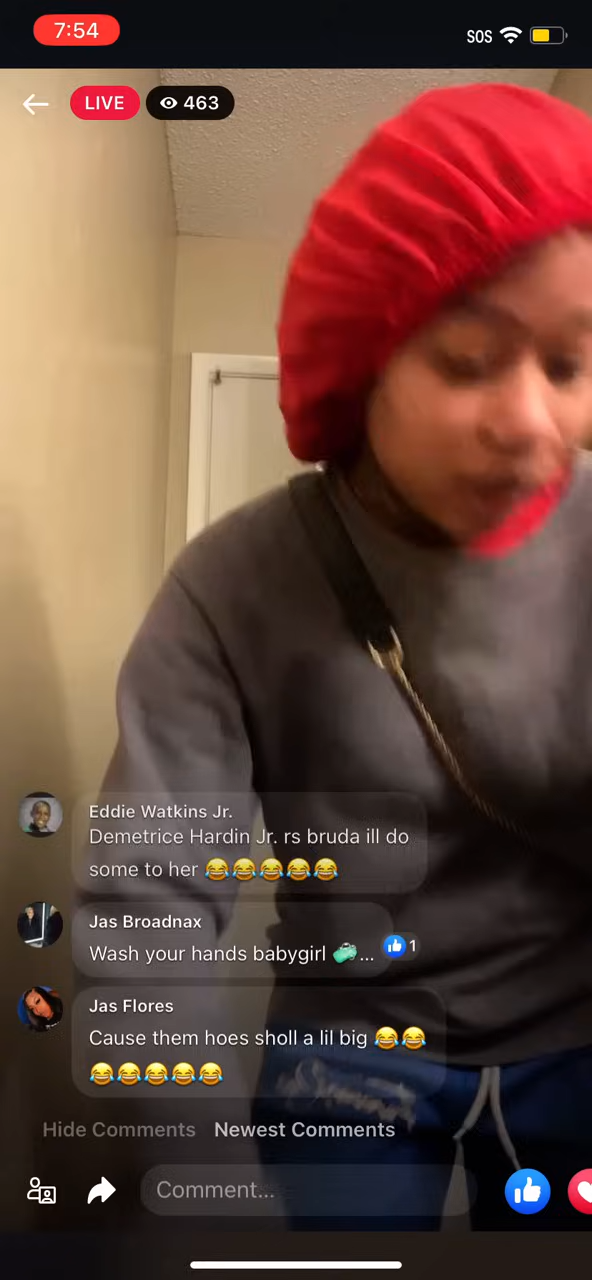 7:54
SOS
LIVE
463
Eddie Watkins Jr.
Demetrice Hardin Jr. rs bruda ill do
some to her 😂😂😂😂😂
Jas Broadnax
Wash your hands babygirl 🧼... 1
Jas Flores
Cause them hoes sholl a lil big 😂😂
😂😂😂😂😂
Hide Comments Newest Comments
Comment...